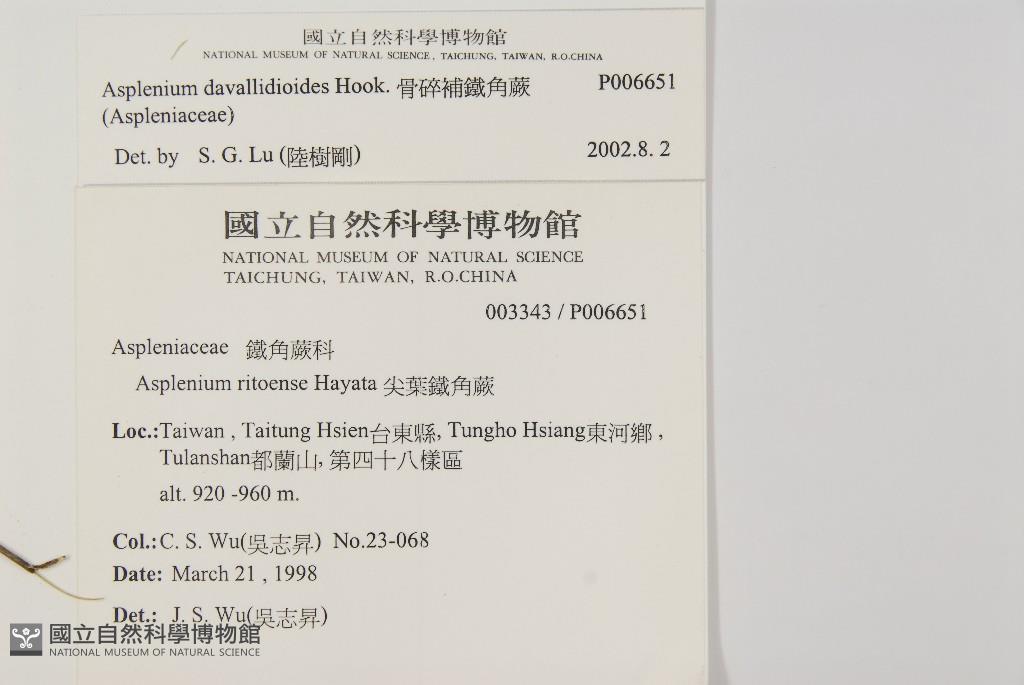 國立自然科學博物館
NATIONAL MUSEUM OF NATURAL SCIENCE, TAICHUNG, TAIWAN, R.O.CHINA
Asplenium davallidioides Hook. 骨碎補鐵角蕨 P006651
(Aspleniaceae)
Det. by S. G. Lu (陸樹剛) 2002.8. 2
國立自然科學博物館
NATIONAL MUSEUM OF NATURAL SCIENCE
TAICHUNG, TAIWAN, R.O.CHINA
003343 / P006651
Aspleniaceae 鐵角蕨科
Asplenium ritoense Hayata 尖葉鐵角蕨
Loc.:Taiwan , Taitung Hsien台東縣, Tungho Hsiang東河鄉 ,
Tulanshan都蘭山, 第四十八樣區
alt. 920 -960 m.
Col.:C. S. Wu(吳志昇) No.23-068
Date: March 21 , 1998
Det.: J. S. Wu(吳志昇)
國立自然科學博物館
NATIONAL MUSEUM OF NATURAL SCIENCE